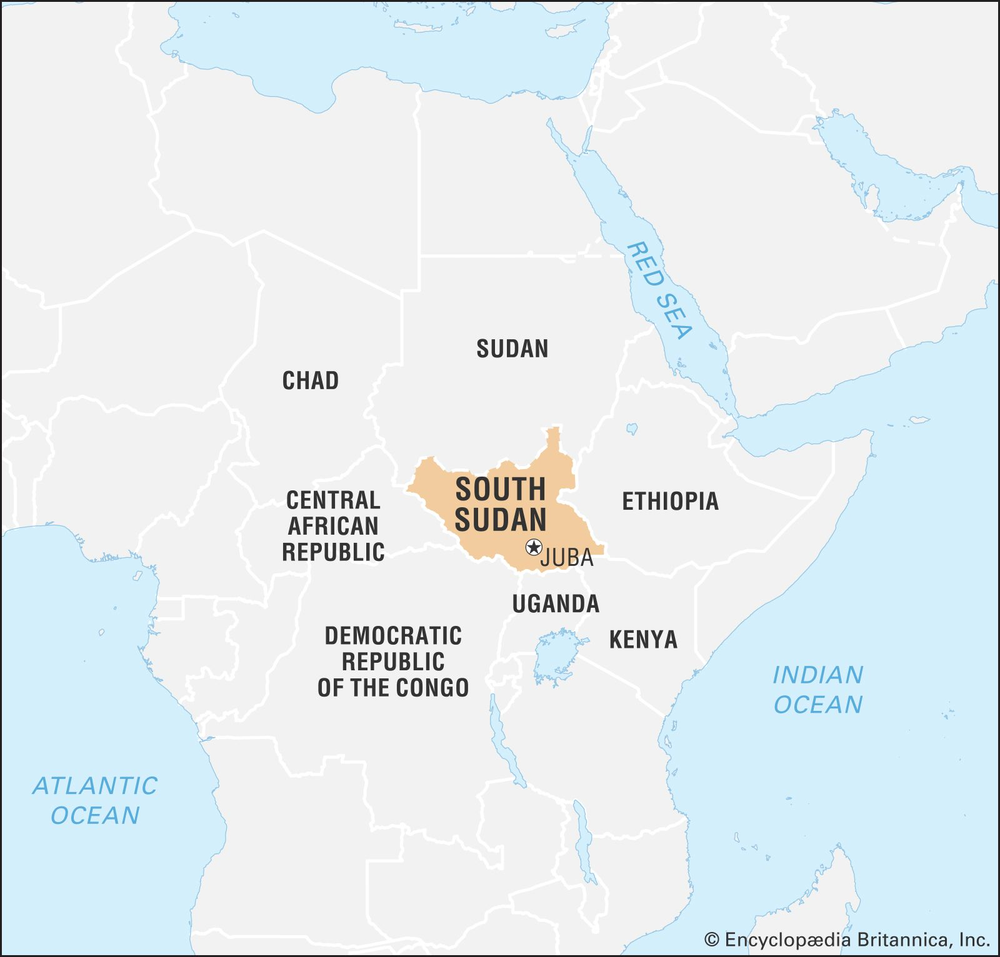 RED SEA
SUDAN
CHAD
SOUTH
SUDAN
CENTRAL
AFRICAN
REPUBLIC
ETHIOPIA
JUBA
UGANDA
DEMOCRATIC
REPUBLIC
OF THE CONGO
KENYA
INDIAN
OCEAN
ATLANTIC
OCEAN
© Encyclopædia Britannica, Inc.